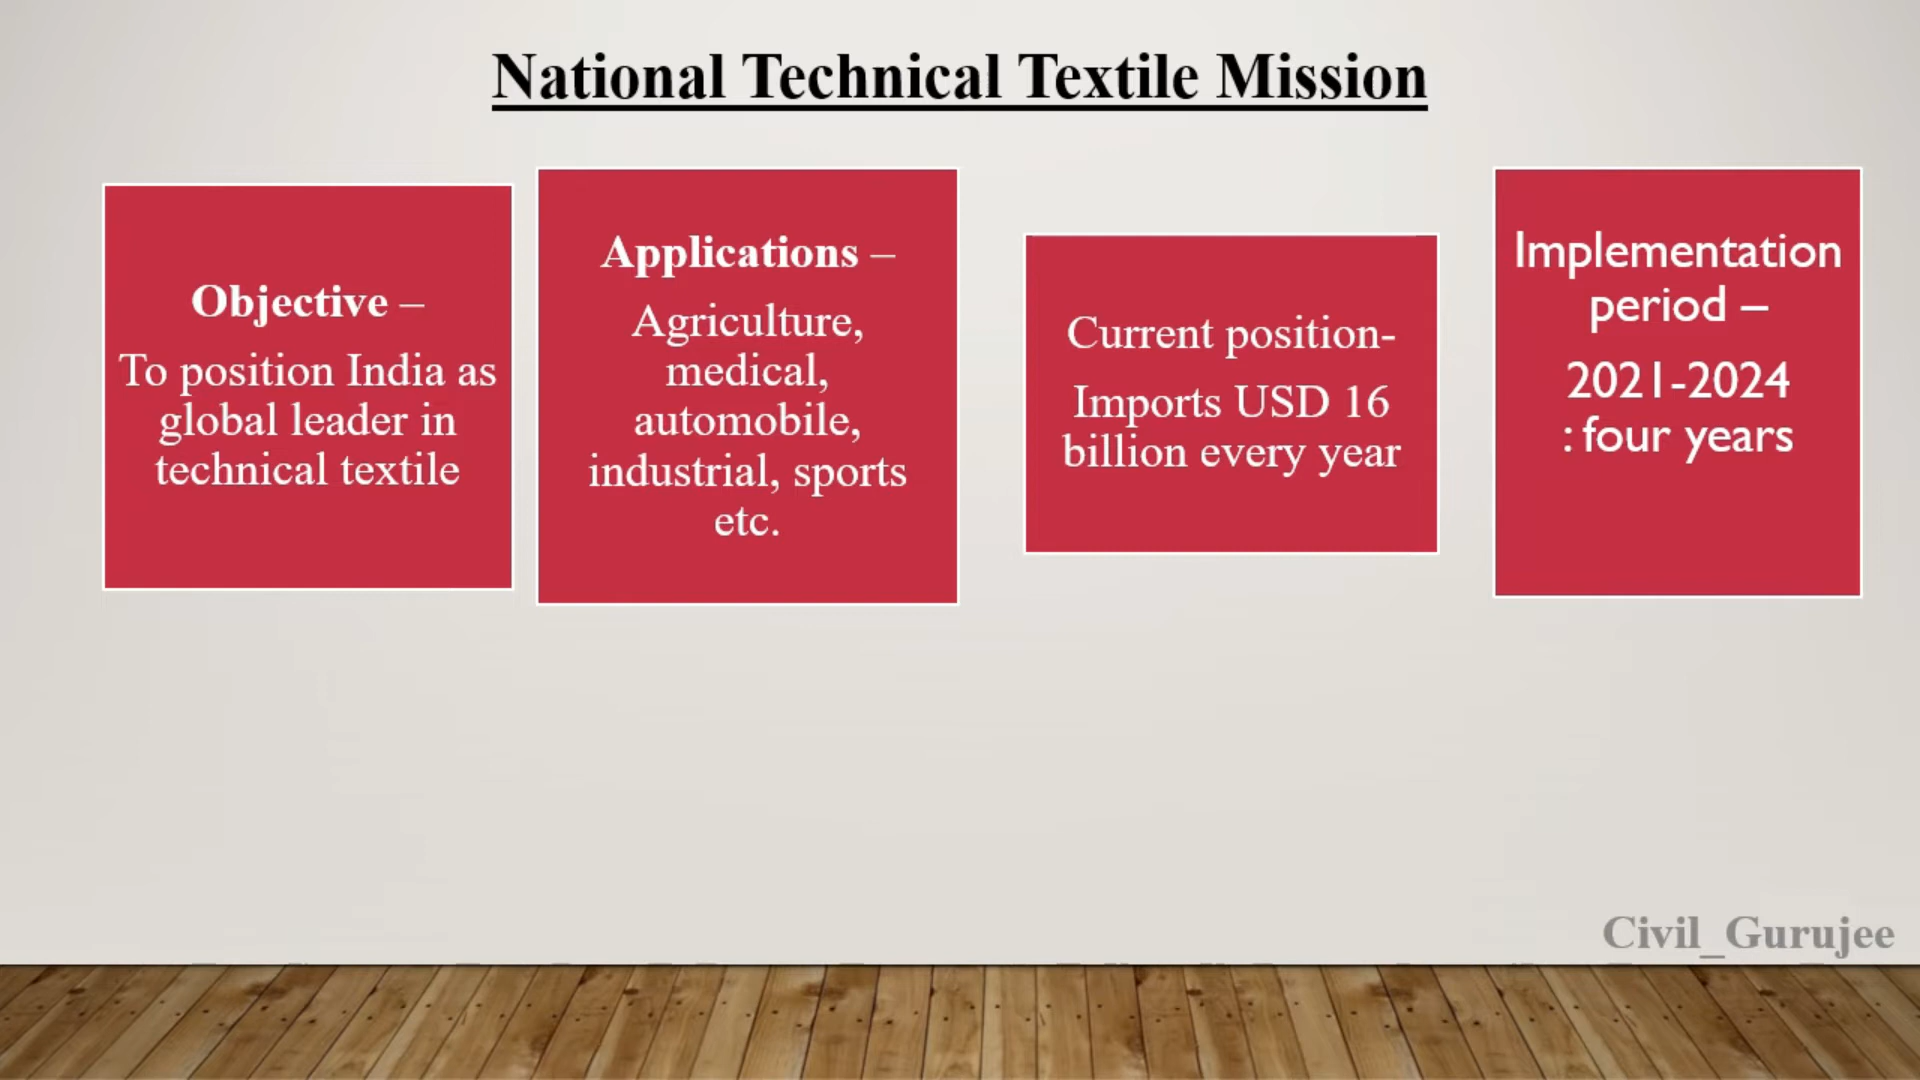 National Technical Textile Mission
Objective –
To position India as
global leader in
technical textile
Applications –
Agriculture,
medical,
automobile,
industrial, sports
etc.
Current position-
Imports USD 16
billion every year
Implementation
period –
2021-2024
: four years
Civil_Gurujee